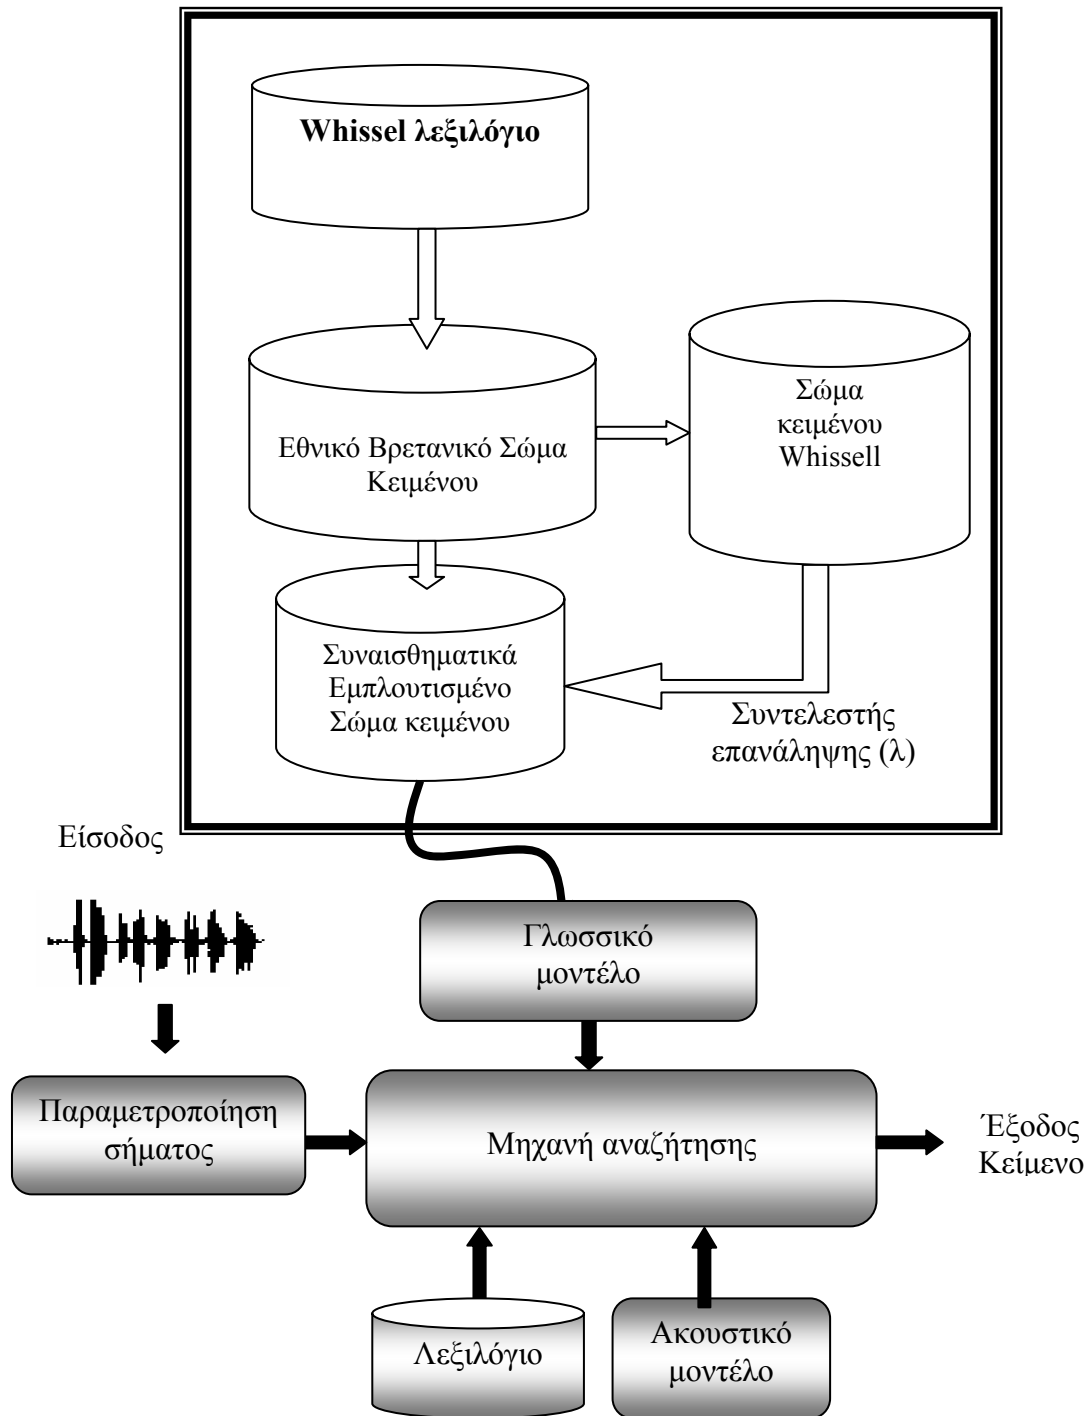 Whissel λεξιλόγιο
Εθνικό Βρετανικό Σώμα
Κειμένου
Σώμα
κειμένου
Whissell
Συναισθηματικά
Εμπλουτισμένο
Σώμα κειμένου
Συντελεστής
επανάληψης (λ)
Είσοδος
Γλωσσικό
μοντέλο
Παραμετροποίηση
σήματος
Μηχανή αναζήτησης
Έξοδος
Κείμενο
Λεξιλόγιο
Ακουστικό
μοντέλο